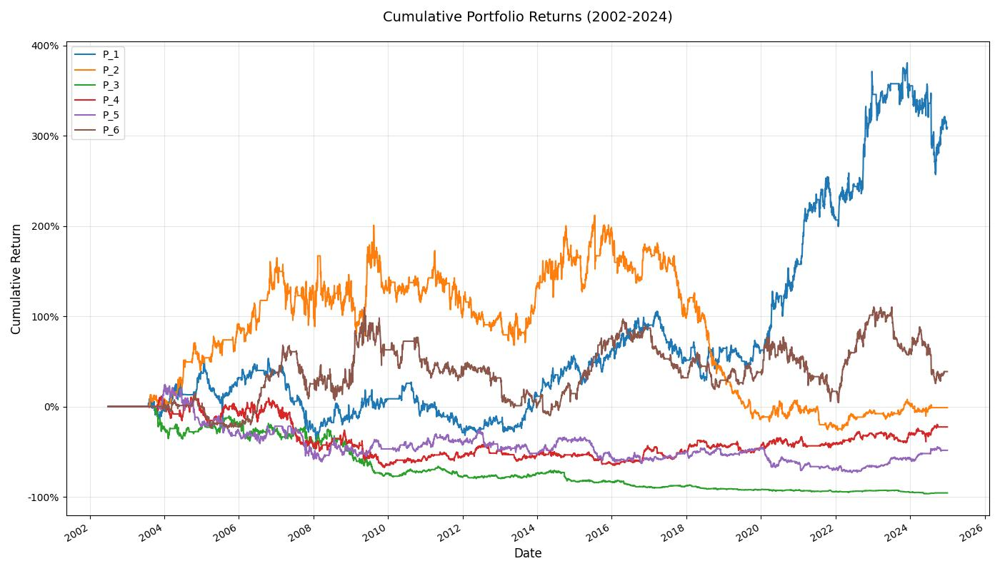 Cumulative Portfolio Returns (2002-2024)
400%
300%
200%
100%
0%
-100%
Cumulative Return
P_1
P_2
P_3
P_4
P_5
P_6
2002
2004
2006
2008
2010
2012
2014
2016
2018
2020
2022
2024
2026
Date